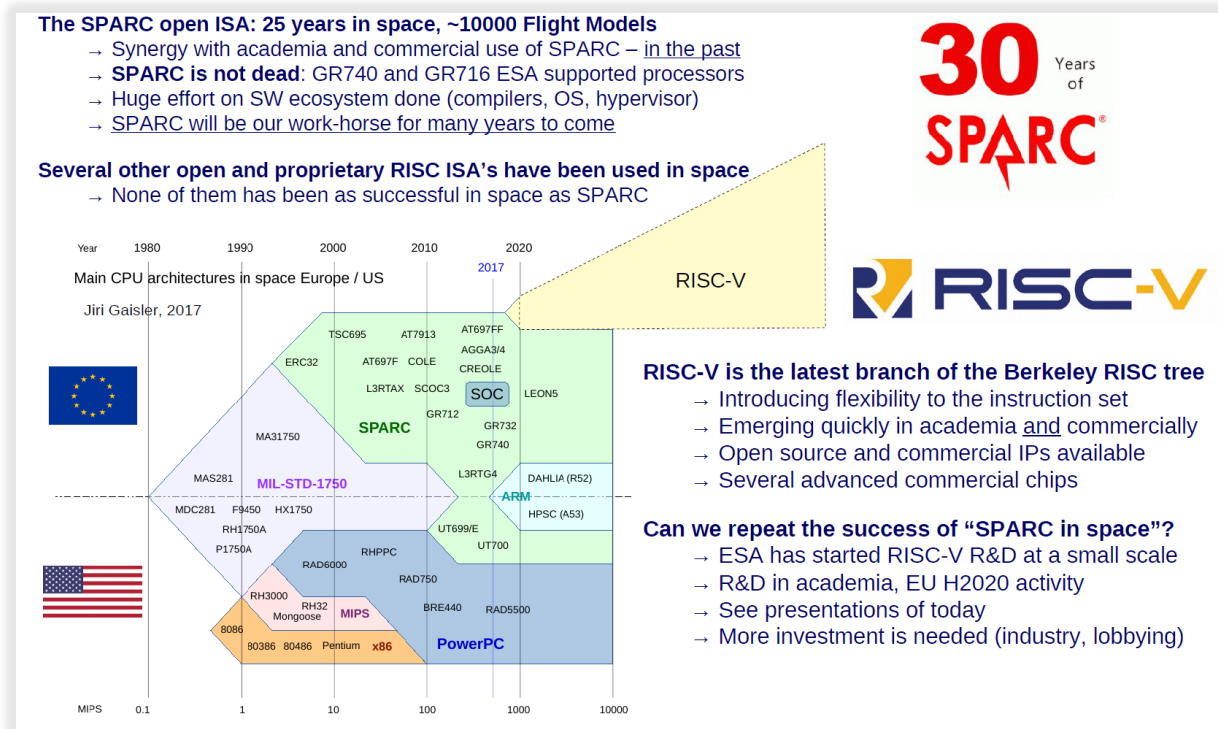 The SPARC open ISA: 25 years in space, ~10000 Flight Models
→ Synergy with academia and commercial use of SPARC – in the past
→ SPARC is not dead: GR740 and GR716 ESA supported processors
→ Huge effort on SW ecosystem done (compilers, OS, hypervisor)
→ SPARC will be our work-horse for many years to come
30 Years of
SPARC®
Several other open and proprietary RISC ISA's have been used in space
→ None of them has been as successful in space as SPARC
Year 1980 1990 2000 2010 2020
2017
Main CPU architectures in space Europe / US
Jiri Gaisler, 2017
RISC-V
RISC-V
TSC695 AT7913 AT697FF
ERC32 AT697F COLE AGGA3/4
CREOLE
L3RTAX SCOC3 SOC LEON5
GR712
SPARC GR732
GR740
MA31750
MAS281 MIL-STD-1750 L3RTG4 DAHLIA (R52)
ARM
MDC281 F9450 HX1750 HPSC (A53)
RH1750A UT699/E
P1750A UT700
RHPPC
RAD6000 RAD750
RH3000
RH32 BRE440 RAD5500
Mongoose MIPS
8086
80386 80486 Pentium x86 PowerPC
MIPS 0.1 1 10 100 1000 10000
RISC-V is the latest branch of the Berkeley RISC tree
→ Introducing flexibility to the instruction set
→ Emerging quickly in academia and commercially
→ Open source and commercial IPs available
→ Several advanced commercial chips
Can we repeat the success of “SPARC in space”?
→ ESA has started RISC-V R&D at a small scale
→ R&D in academia, EU H2020 activity
→ See presentations of today
→ More investment is needed (industry, lobbying)